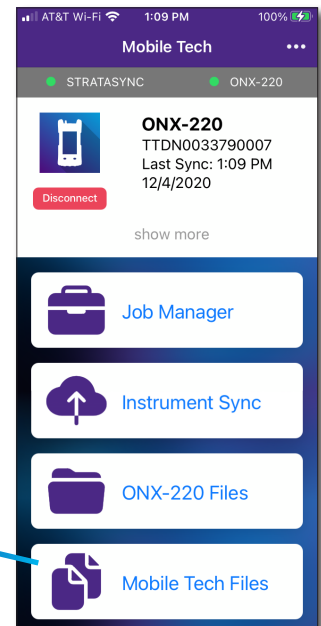 AT&T Wi-Fi 1:09 PM 100%
Mobile Tech
STRATASYNC ONX-220
ONX-220
TTDN0033790007
Last Sync: 1:09 PM
12/4/2020
Disconnect
show more
Job Manager
Instrument Sync
ONX-220 Files
Mobile Tech Files